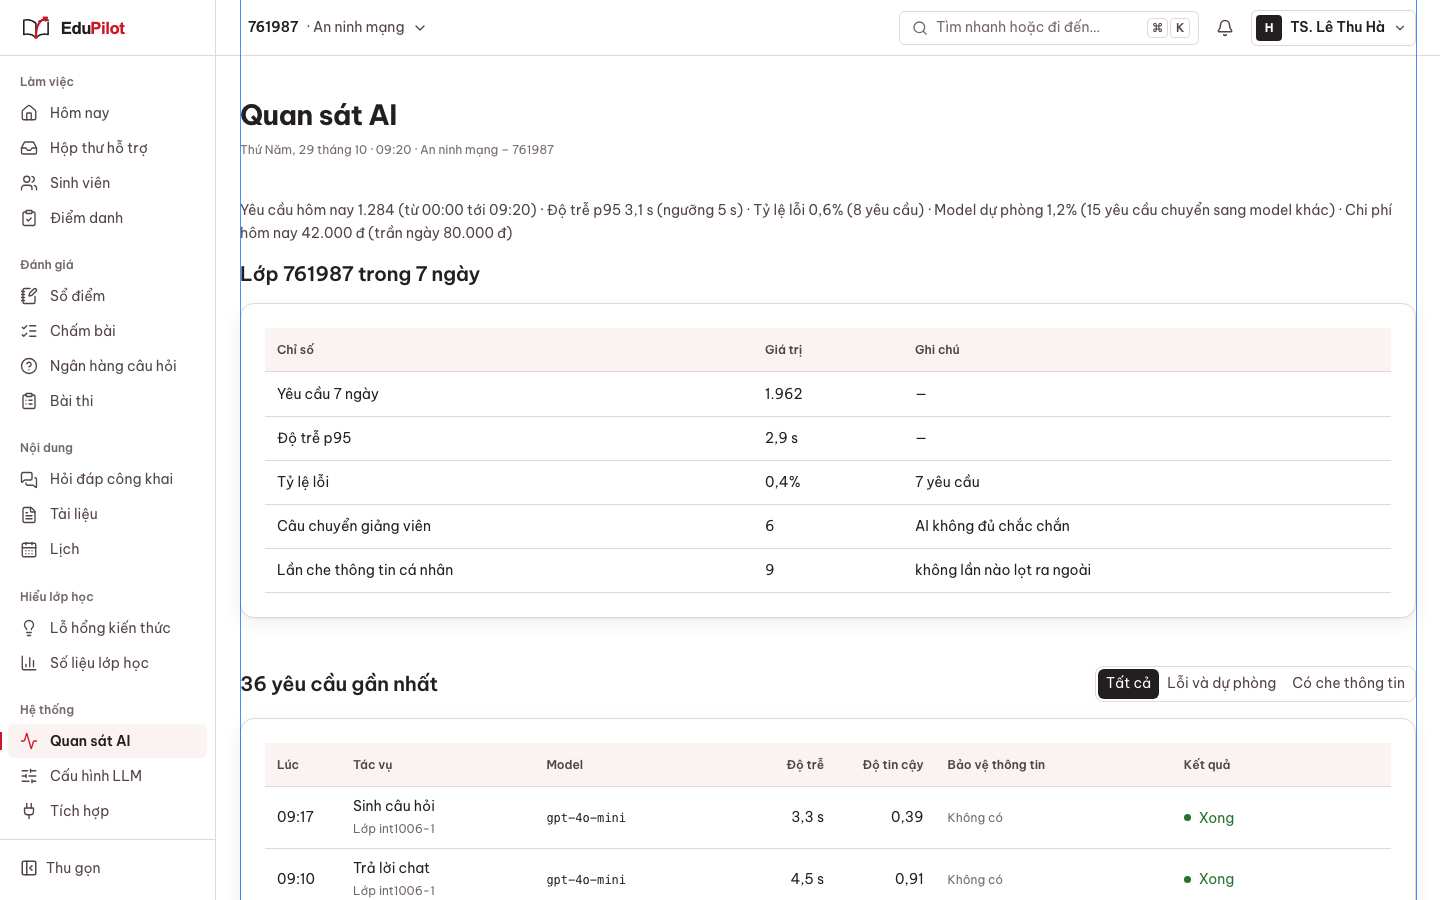 EduPilot
761987 · An ninh mạng
Tìm nhanh hoặc đi đến...
⌘ K
H TS. Lê Thu Hà
Làm việc
Hôm nay
Hộp thư hỗ trợ
Sinh viên
Điểm danh
Đánh giá
Sổ điểm
Chấm bài
Ngân hàng câu hỏi
Bài thi
Nội dung
Hỏi đáp công khai
Tài liệu
Lịch
Hiểu lớp học
Lỗ hổng kiến thức
Số liệu lớp học
Hệ thống
Quan sát AI
Cấu hình LLM
Tích hợp
Thu gọn
Quan sát AI
Thứ Năm, 29 tháng 10 · 09:20 · An ninh mạng – 761987
Yêu cầu hôm nay 1.284 (từ 00:00 tới 09:20) · Độ trễ p95 3,1 s (ngưỡng 5 s) · Tỷ lệ lỗi 0,6% (8 yêu cầu) · Model dự phòng 1,2% (15 yêu cầu chuyển sang model khác) · Chi phí
hôm nay 42.000 đ (trần ngày 80.000 đ)
Lớp 761987 trong 7 ngày
Chỉ số Giá trị Ghi chú
Yêu cầu 7 ngày 1.962 —
Độ trễ p95 2,9 s —
Tỷ lệ lỗi 0,4% 7 yêu cầu
Câu chuyển giảng viên 6 AI không đủ chắc chắn
Lần che thông tin cá nhân 9 không lần nào lọt ra ngoài
36 yêu cầu gần nhất
Tất cả Lỗi và dự phòng Có che thông tin
Lúc Tác vụ Model Độ trễ Độ tin cậy Bảo vệ thông tin Kết quả
09:17 Sinh câu hỏi gpt-4o-mini 3,3 s 0,39 Không có Xong
Lớp int1006-1
09:10 Trả lời chat gpt-4o-mini 4,5 s 0,91 Không có Xong
Lớp int1006-1